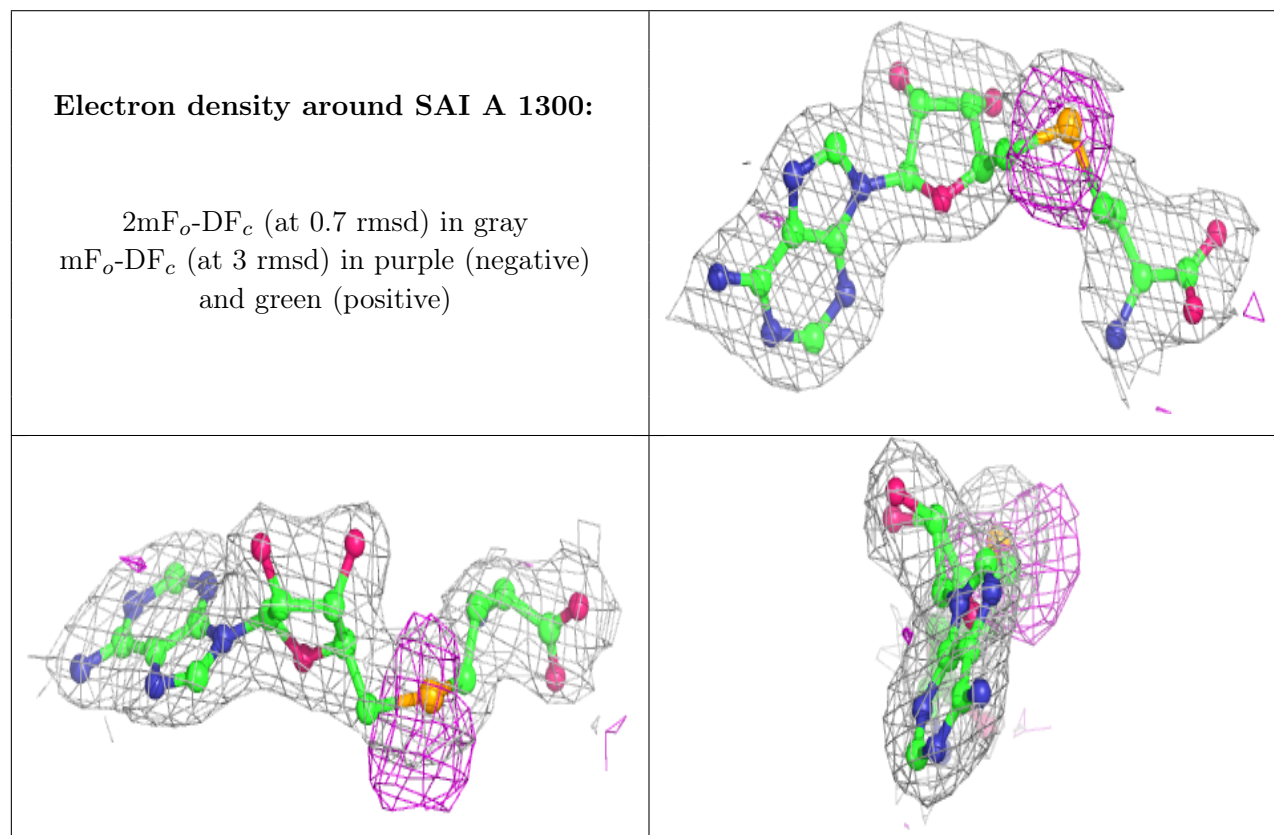 Electron density around SAI A 1300:
2mFo-DFc (at 0.7 rmsd) in gray
mFo-DFc (at 3 rmsd) in purple (negative)
and green (positive)